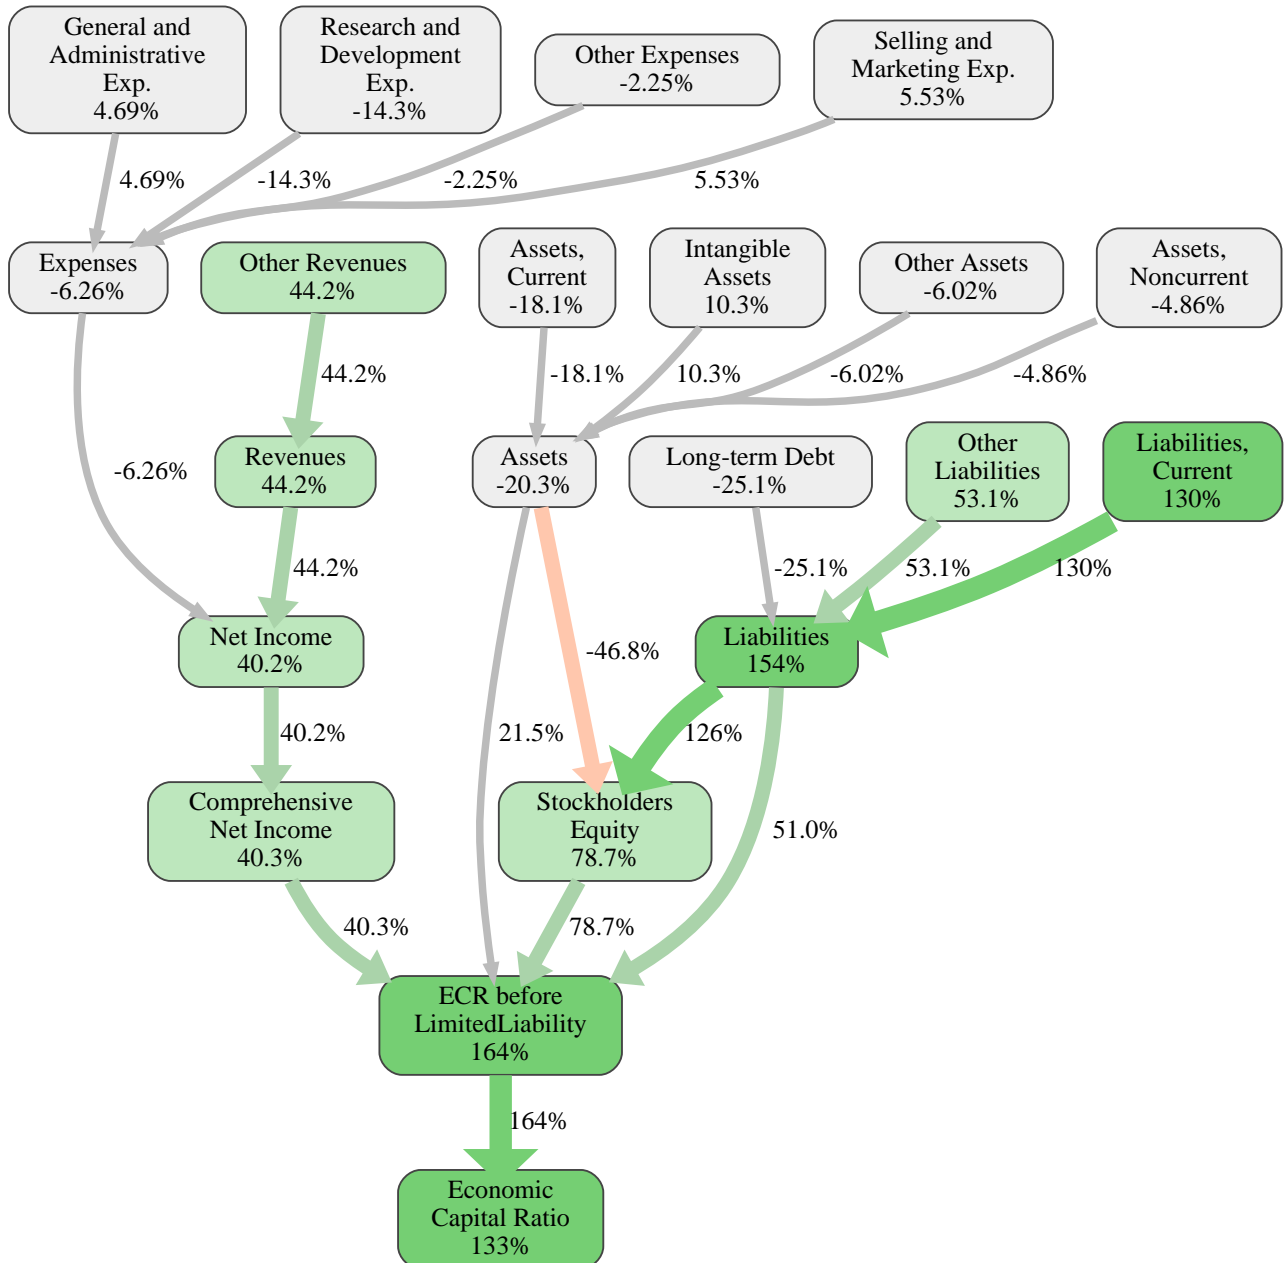 General and
Administrative
Exp.
4.69%
Research and
Development
Exp.
-14.3%
Other Expenses
-2.25%
Selling and
Marketing Exp.
5.53%
4.69%
-14.3%
-2.25%
5.53%
Expenses
-6.26%
Other Revenues
44.2%
Assets,
Current
-18.1%
Intangible
Assets
10.3%
Other Assets
-6.02%
Assets,
Noncurrent
-4.86%
44.2%
-18.1%
10.3%
-6.02%
-4.86%
-6.26%
Revenues
44.2%
Assets
-20.3%
Long-term Debt
-25.1%
Other
Liabilities
53.1%
Liabilities,
Current
130%
44.2%
-25.1%
53.1%
130%
Net Income
40.2%
-46.8%
Liabilities
154%
40.2%
21.5%
126%
Comprehensive
Net Income
40.3%
Stockholders
Equity
78.7%
51.0%
40.3%
78.7%
ECR before
LimitedLiability
164%
164%
Economic
Capital Ratio
133%